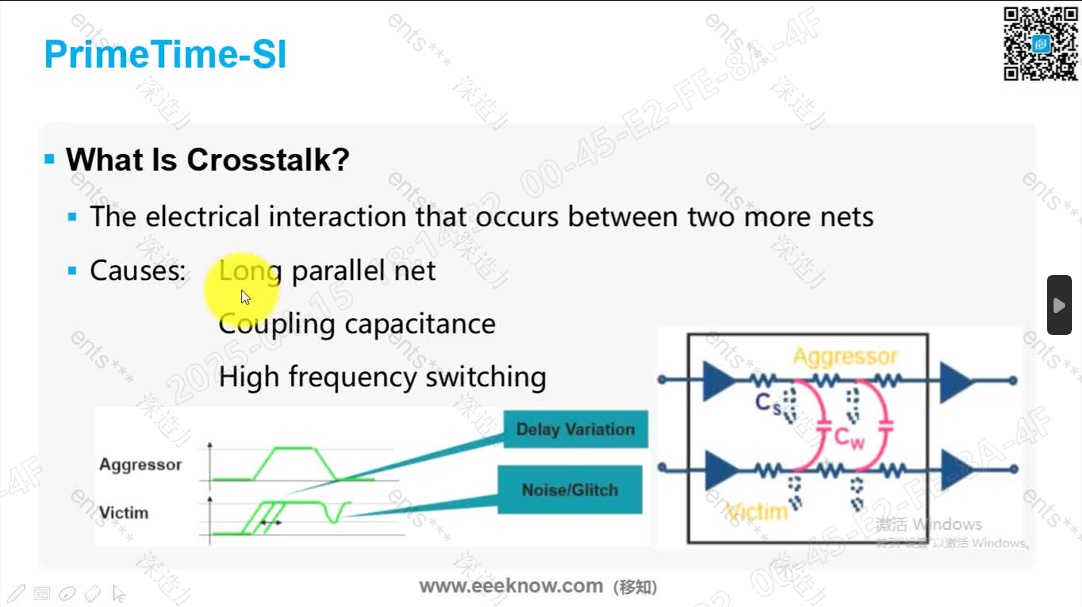 PrimeTime-SI
What Is Crosstalk?
The electrical interaction that occurs between two more nets
Causes: Long parallel net
Coupling capacitance
High frequency switching
Aggressor
Victim
Delay Variation
Noise/Glitch
Aggressor
Cs
Cw
Victim
激活 Windows
转到"设置"以激活 Windows。
www.eeeknow.com（移知）